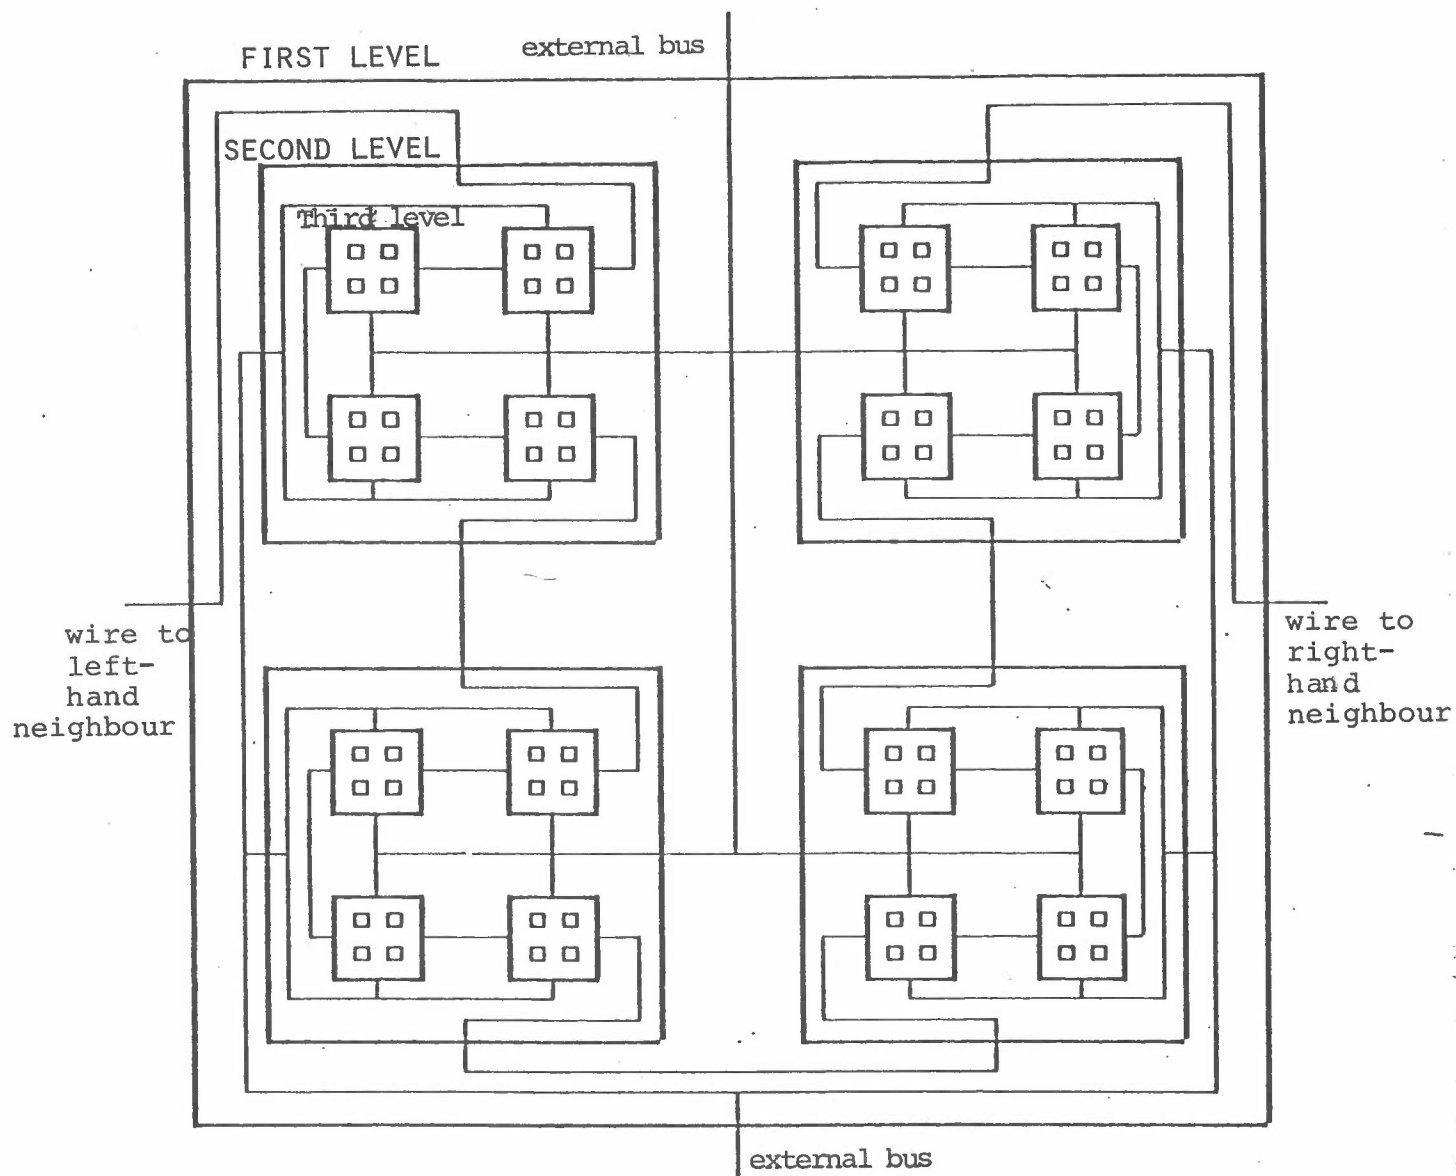 FIRST LEVEL
external bus
SECOND LEVEL
Third level
wire to
left-
hand
neighbour
wire to
right-
hand
neighbour
external bus